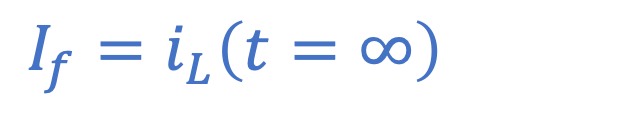 I_f = i_L(t = ∞)